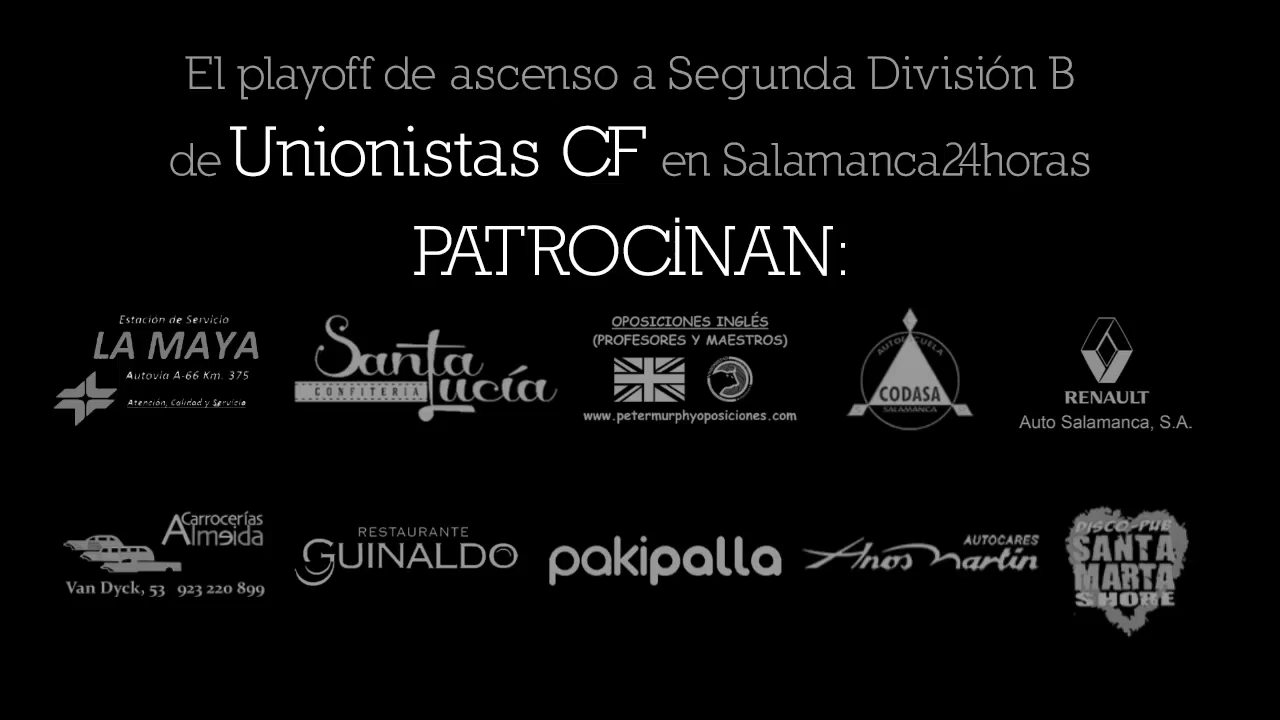 El playoff de ascenso a Segunda División B
de Unionistas CF en Salamanca24horas
PATROCINAN:
Estación de Servicio
LA MAYA
Autovía A-66 Km. 375
Atención, Calidad y Servicio
Santa Lucía
CONFITERÍA
OPOSICIONES INGLÉS
(PROFESORES Y MAESTROS)
www.petermurphyoposiciones.com
AUTOESCUELA
CODASA
SALAMANCA
RENAULT
Auto Salamanca, S.A.
Carrocerías
Almeida
Van Dyck, 53 923 220 899
RESTAURANTE
GUINALDO
pakipalla
AUTOCARES
Martín
DISCO-PUB
SANTA
MARTA
SHORE